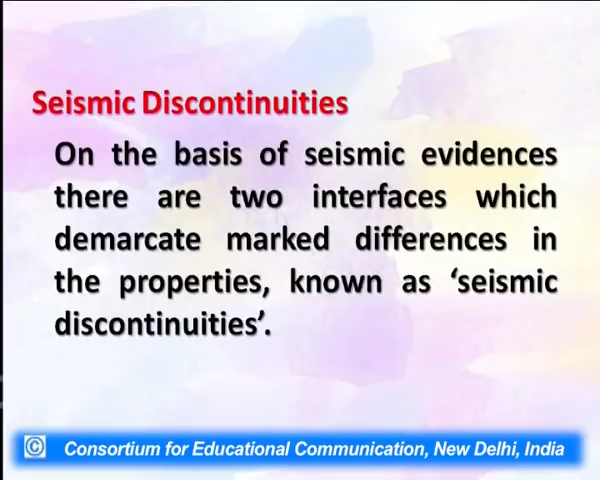 Seismic Discontinuities
On the basis of seismic evidences
there are two interfaces which
demarcate marked differences in
the properties, known as ‘seismic
discontinuities’.
© Consortium for Educational Communication, New Delhi, India